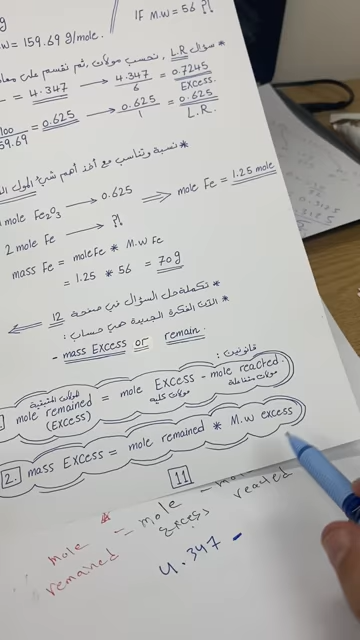 g
IF M.W = 56 ؟!
W = 159.69 g/mole.
* سؤال L.R، نحسب مولات، ثم نقسم على
= 4.347 → 4.347/6 = 0.7245 Excess.
100/159.69 = 0.625 → 0.625/1 = 0.625 L.R.
* نسبة وتناسب مع أخذ أهم شيء المول
mole Fe₂O₃ → 0.625
2 mole Fe → ؟! ⟹ mole Fe = 1.25 mole
mass Fe = mole Fe * M.W Fe
= 1.25 * 56 = 70 g
* تكملة حل السؤال في صفحة 12
* الآن الفكرة الجديدة هي حساب:
- mass Excess or remain.
قانونين:
mole remained (EXCESS) = mole Excess - mole reacted.
مولات المتبقية مولات كلية مولات متفاعلة
2. mass Excess = mole remained * M.W excess
11
mole remained = mole excess - mole reacted
4.347 -